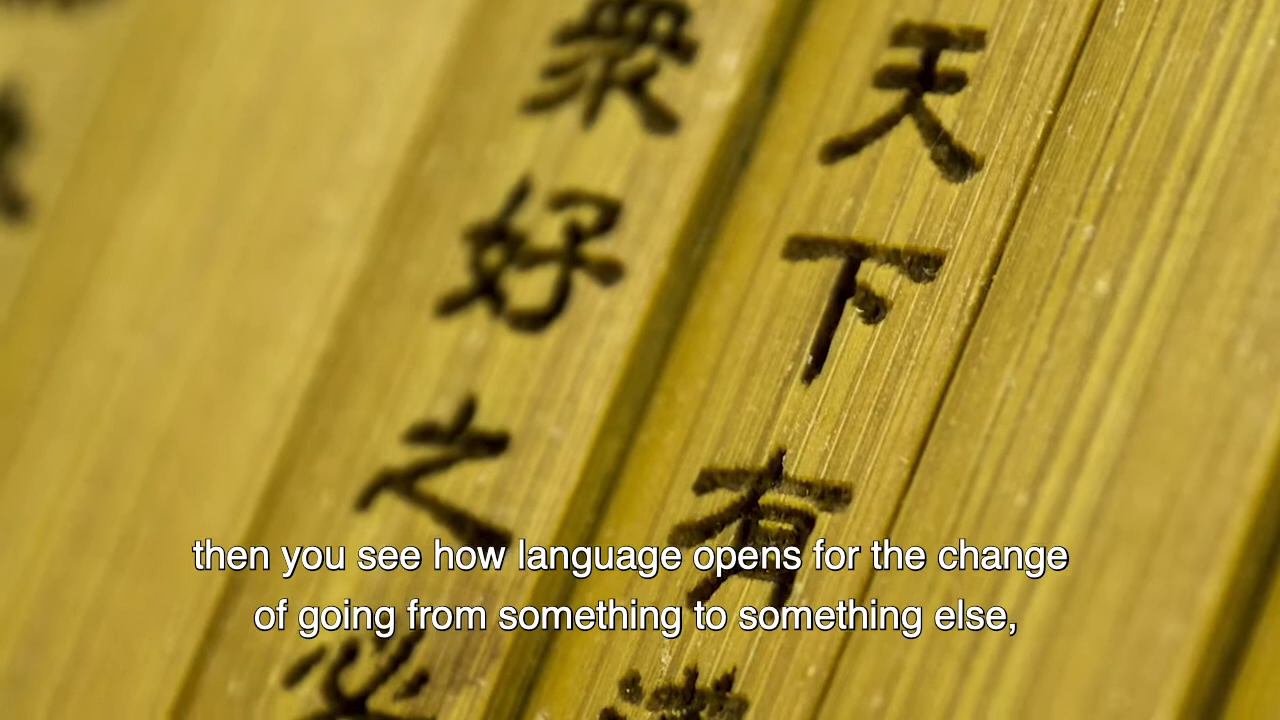 天下有
衆好之必
then you see how language opens for the change
of going from something to something else,